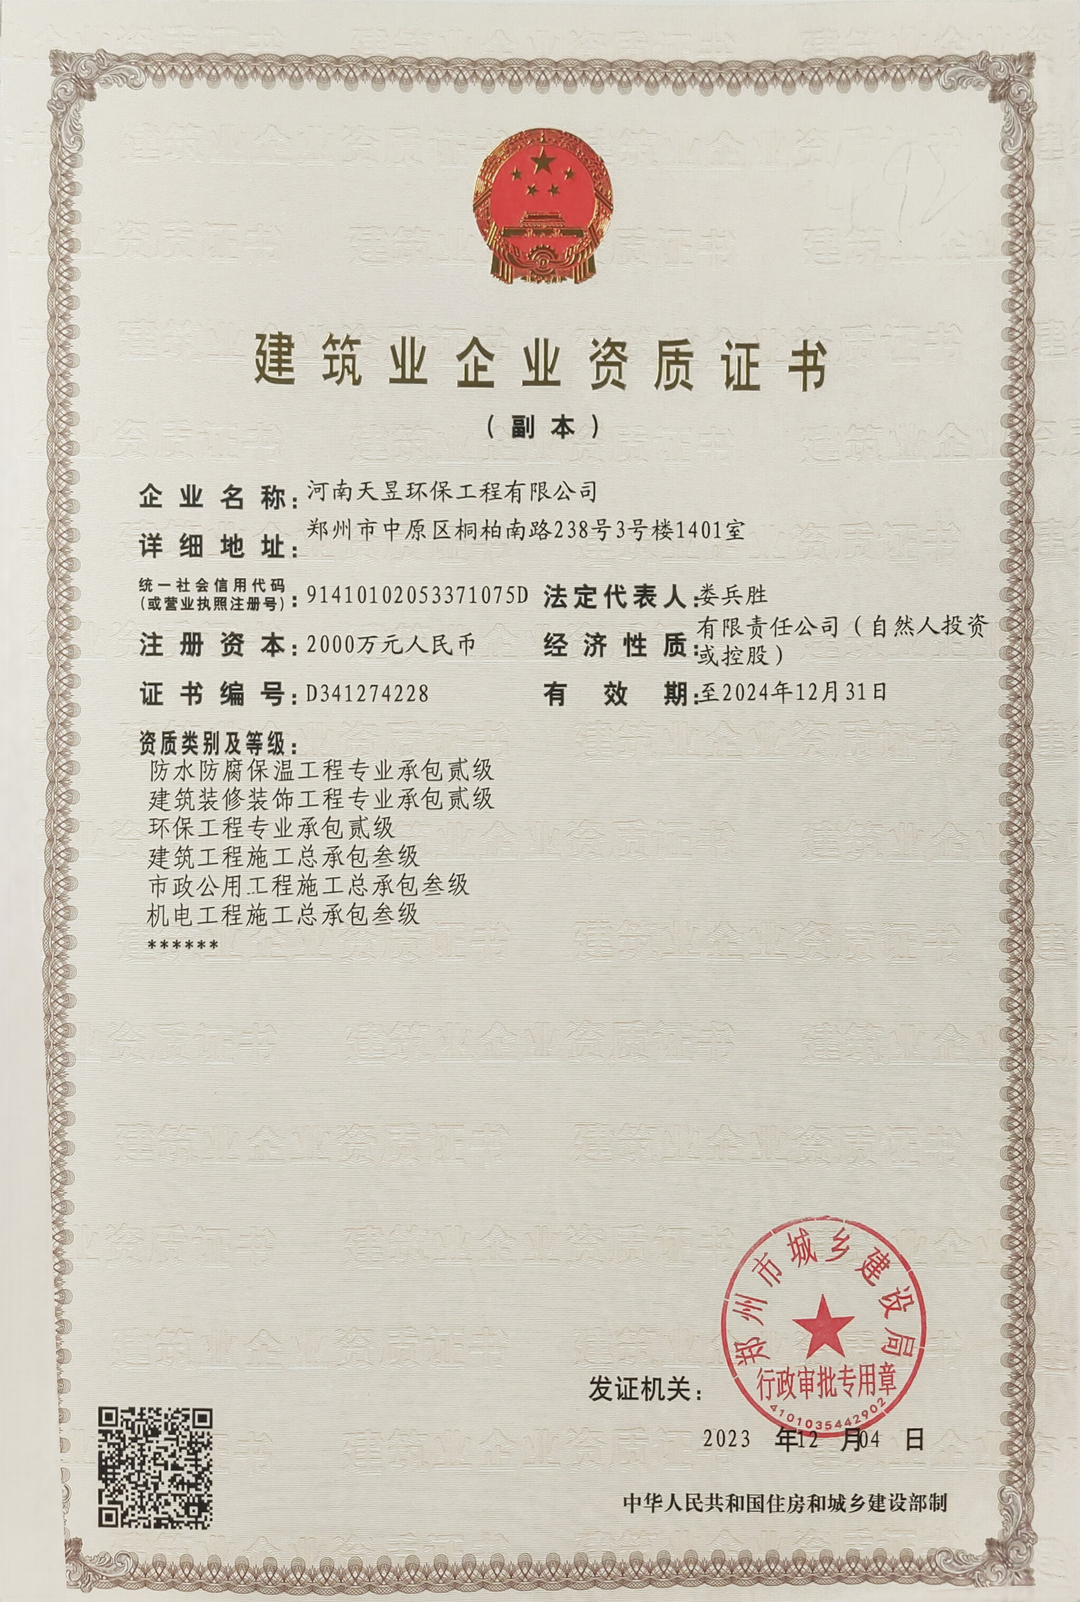 建筑业企业资质证书
（副本）
企业名称：河南天昱环保工程有限公司
详细地址：郑州市中原区桐柏南路238号3号楼1401室
统一社会信用代码
（或营业执照注册号）：91410102053371075D 法定代表人：娄兵胜
注册资本：2000万元人民币 经济性质：有限责任公司（自然人投资
或控股）
证书编号：D341274228 有效期：至2024年12月31日
资质类别及等级：
防水防腐保温工程专业承包贰级
建筑装修装饰工程专业承包贰级
环保工程专业承包贰级
建筑工程施工总承包叁级
市政公用工程施工总承包叁级
机电工程施工总承包叁级
******
郑州市城乡建设局
行政审批专用章
4101035442902
发证机关：
2023 年12 月04 日
中华人民共和国住房和城乡建设部制